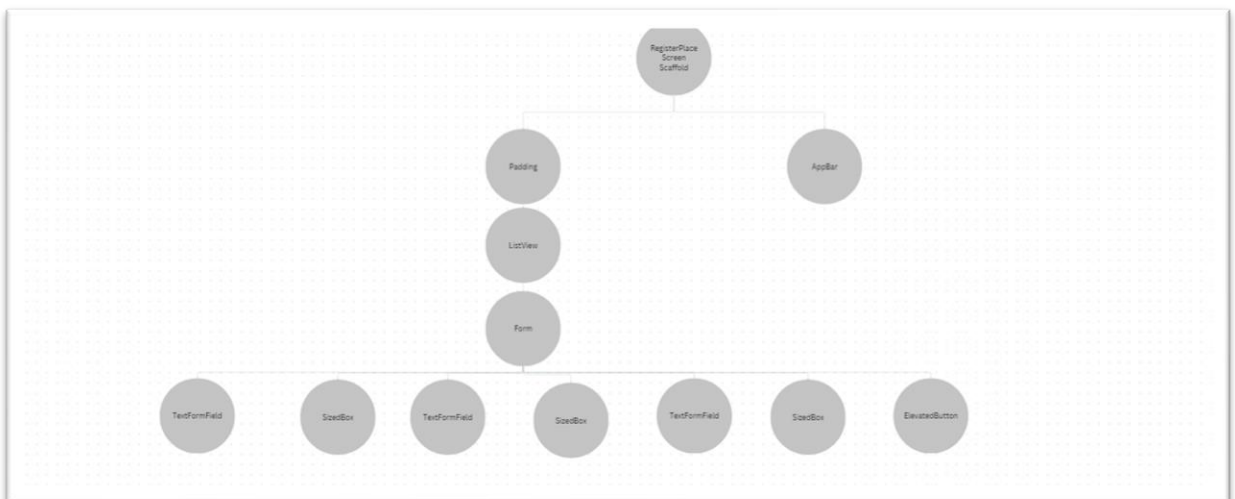 RegisterPlace
Screen
Scaffold
Padding
AppBar
ListView
Form
TextFormField
SizedBox
TextFormField
SizedBox
TextFormField
SizedBox
ElevatedButton